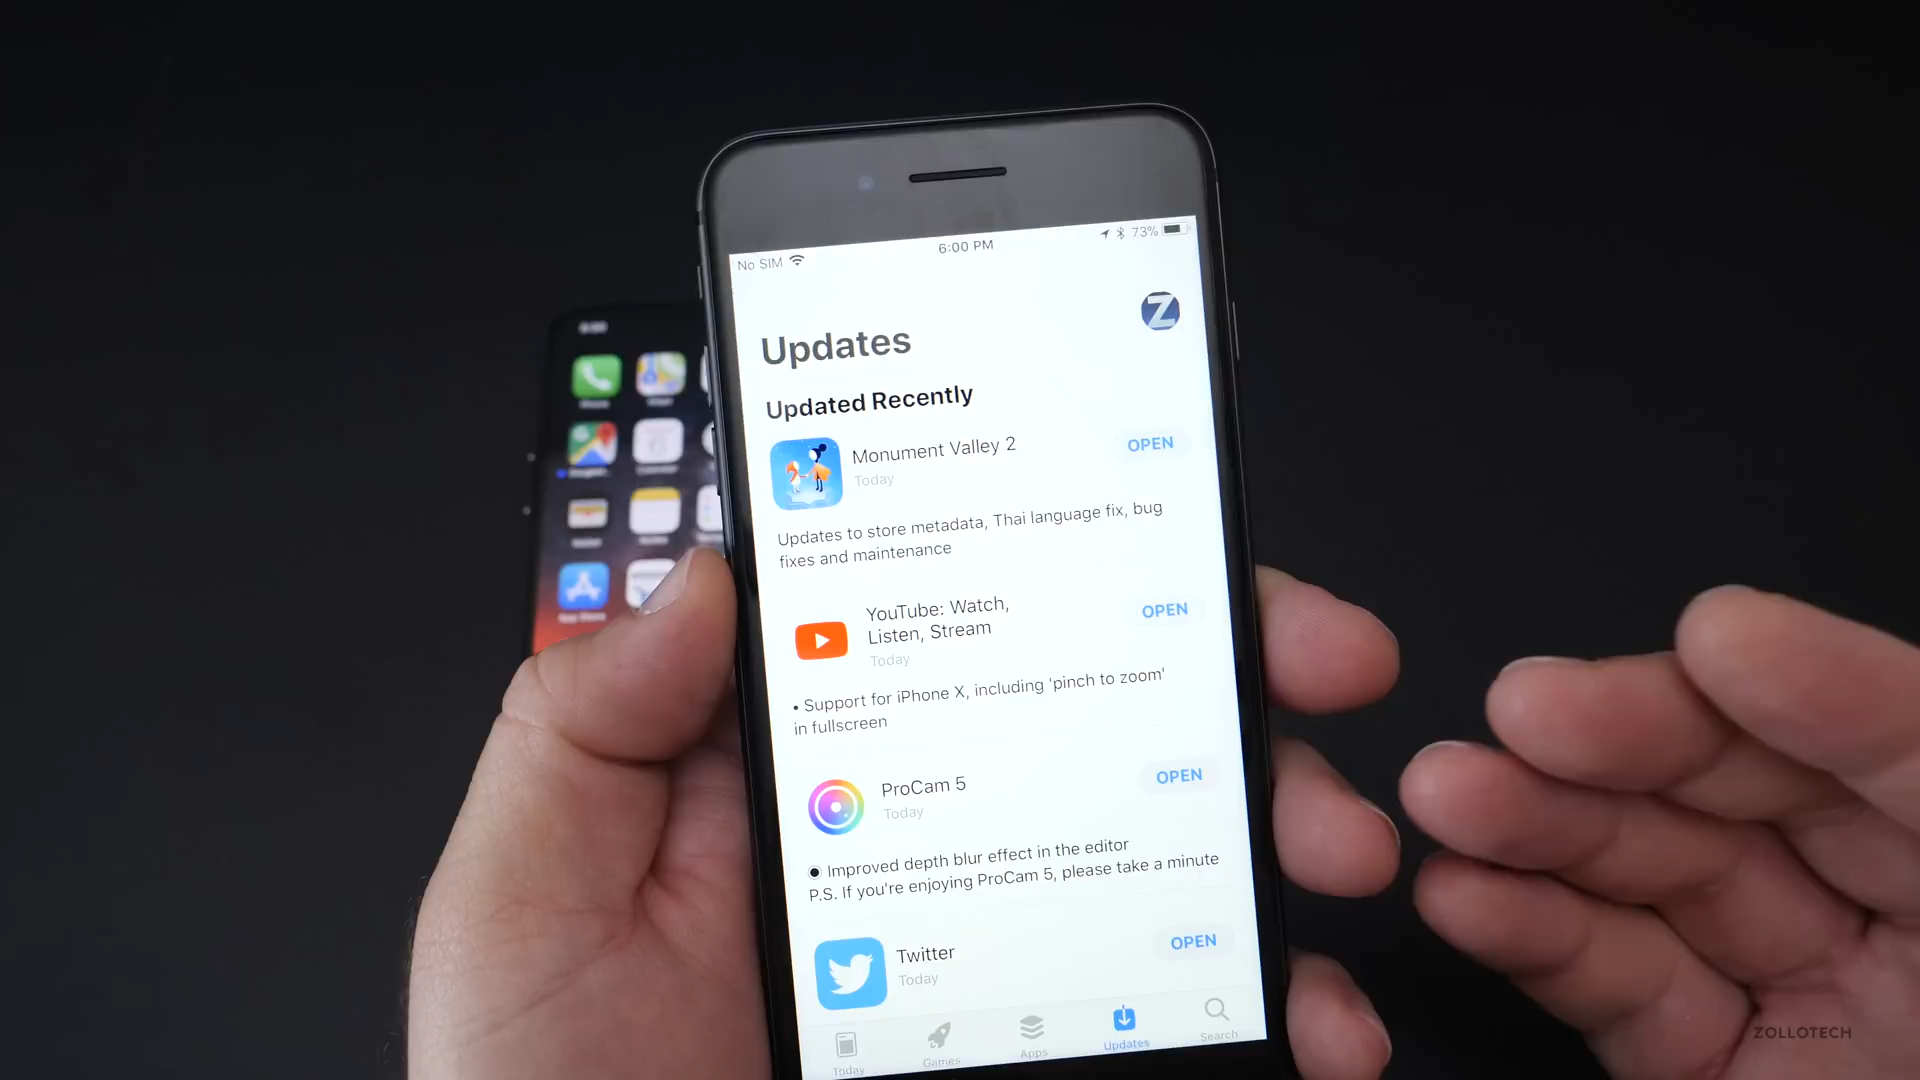 No SIM
6:00 PM
73%
Z
Updates
Updated Recently
Monument Valley 2
Today
OPEN
Updates to store metadata, Thai language fix, bug
fixes and maintenance
YouTube: Watch,
Listen, Stream
Today
OPEN
• Support for iPhone X, including 'pinch to zoom'
in fullscreen
ProCam 5
Today
OPEN
◉ Improved depth blur effect in the editor
P.S. If you're enjoying ProCam 5, please take a minute
Twitter
Today
OPEN
Today
Games
Apps
Updates
Search
ZOLLOTECH